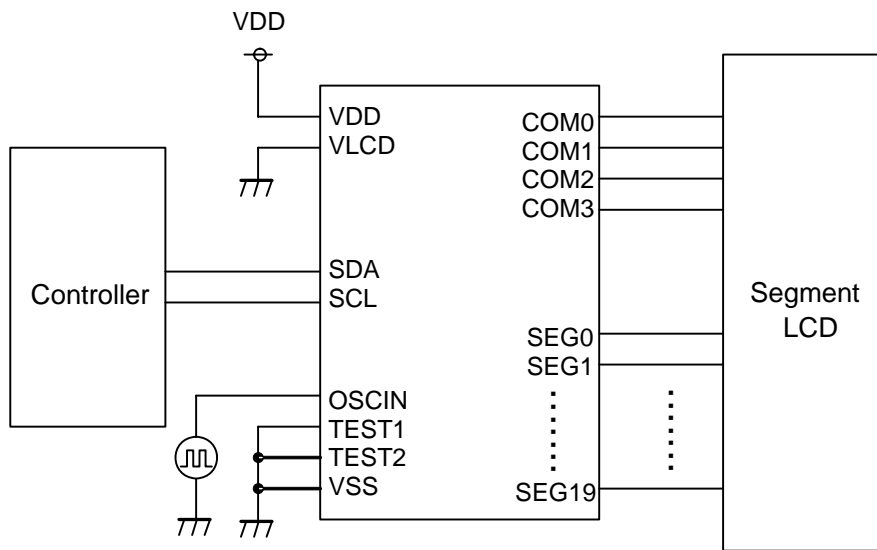 VDD
VDD
VLCD
SDA
SCL
OSCIN
TEST1
TEST2
VSS
COM0
COM1
COM2
COM3
SEG0
SEG1
SEG19
Controller
Segment
LCD